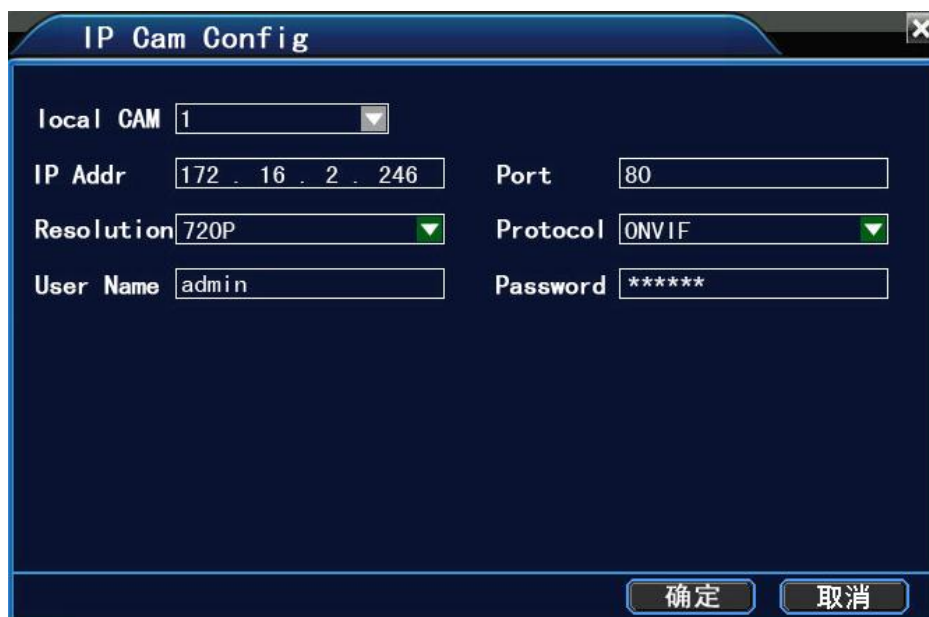 IP Cam Config
local CAM 1
IP Addr 172 . 16 . 2 . 246 Port 80
Resolution 720P Protocol ONVIF
User Name admin Password ******
确定 取消